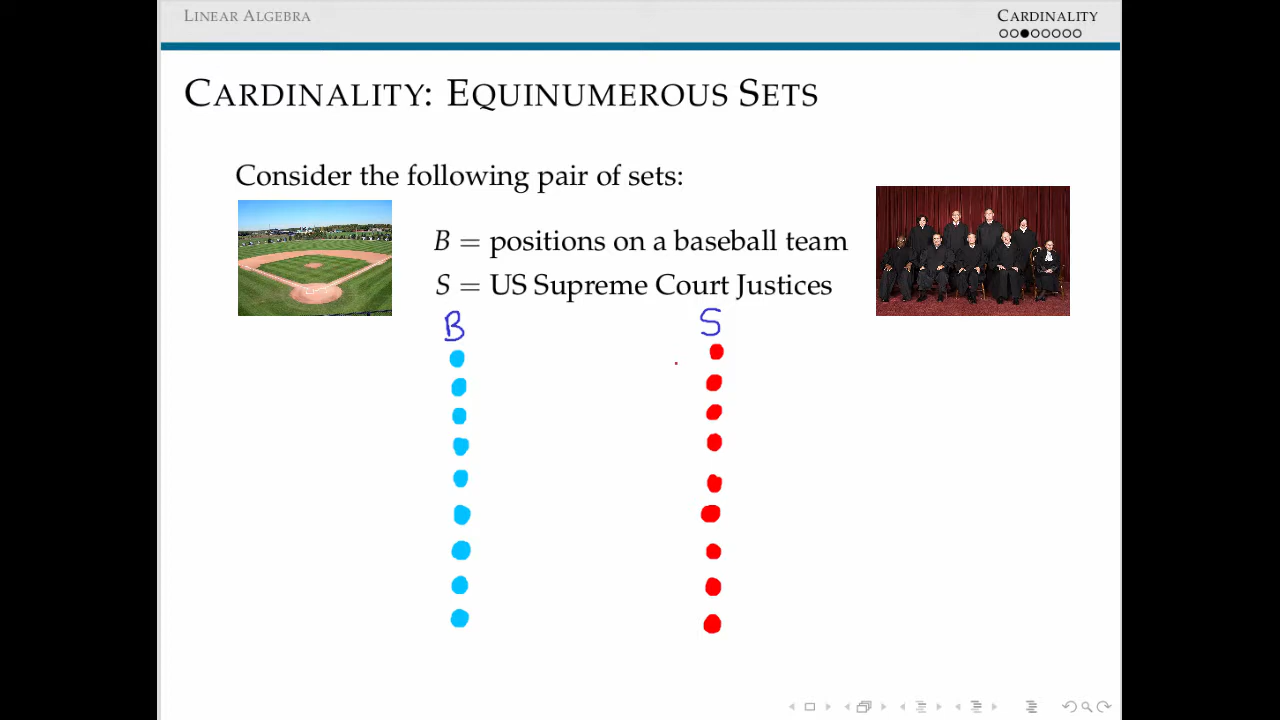 LINEAR ALGEBRA
CARDINALITY
CARDINALITY: EQUINUMEROUS SETS
Consider the following pair of sets:
B = positions on a baseball team
S = US Supreme Court Justices
B S